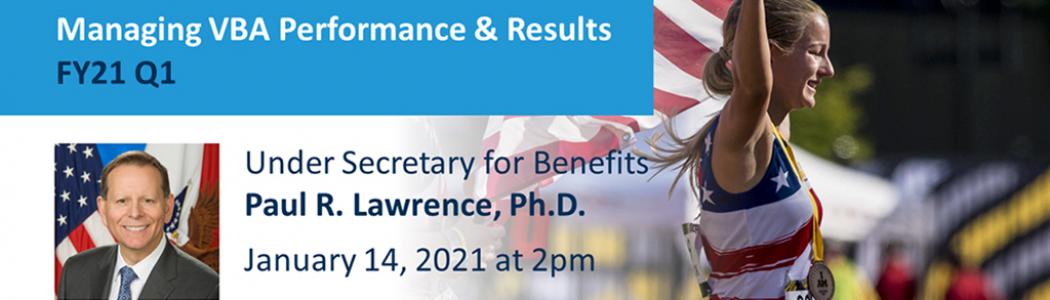 Managing VBA Performance & Results
FY21 Q1
Under Secretary for Benefits
Paul R. Lawrence, Ph.D.
January 14, 2021 at 2pm